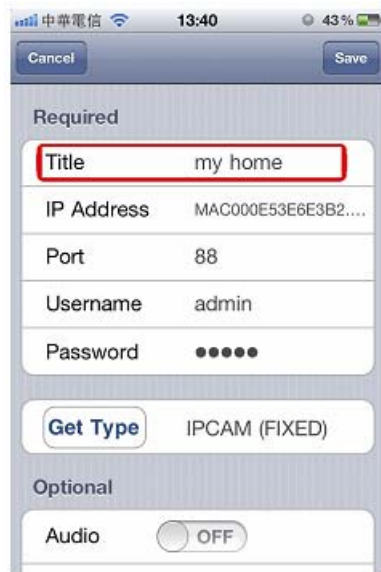 中華電信 13:40 43%
Cancel Save
Required
Title my home
IP Address MAC000E53E6E3B2....
Port 88
Username admin
Password ●●●●●
Get Type IPCAM (FIXED)
Optional
Audio OFF